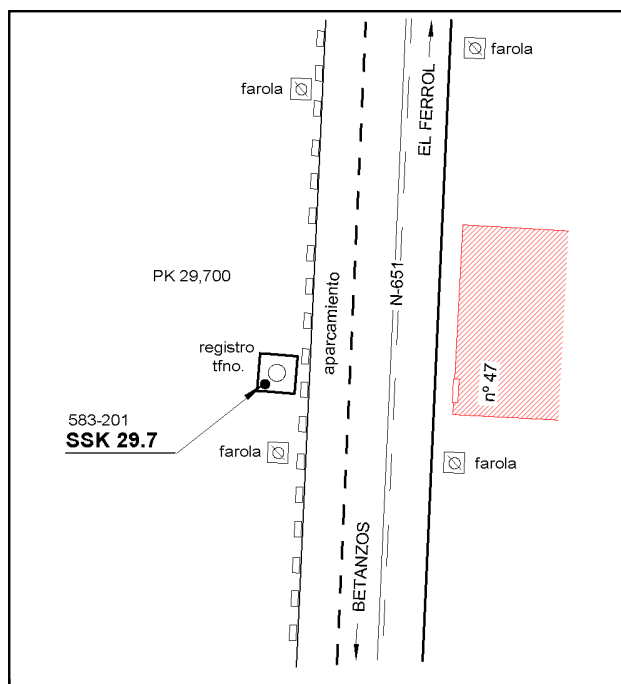 farola
farola
EL FERROL
PK 29,700
N-651
aparcamiento
registro
tfno.
nº 47
583-201
SSK 29.7
farola
farola
BETANZOS